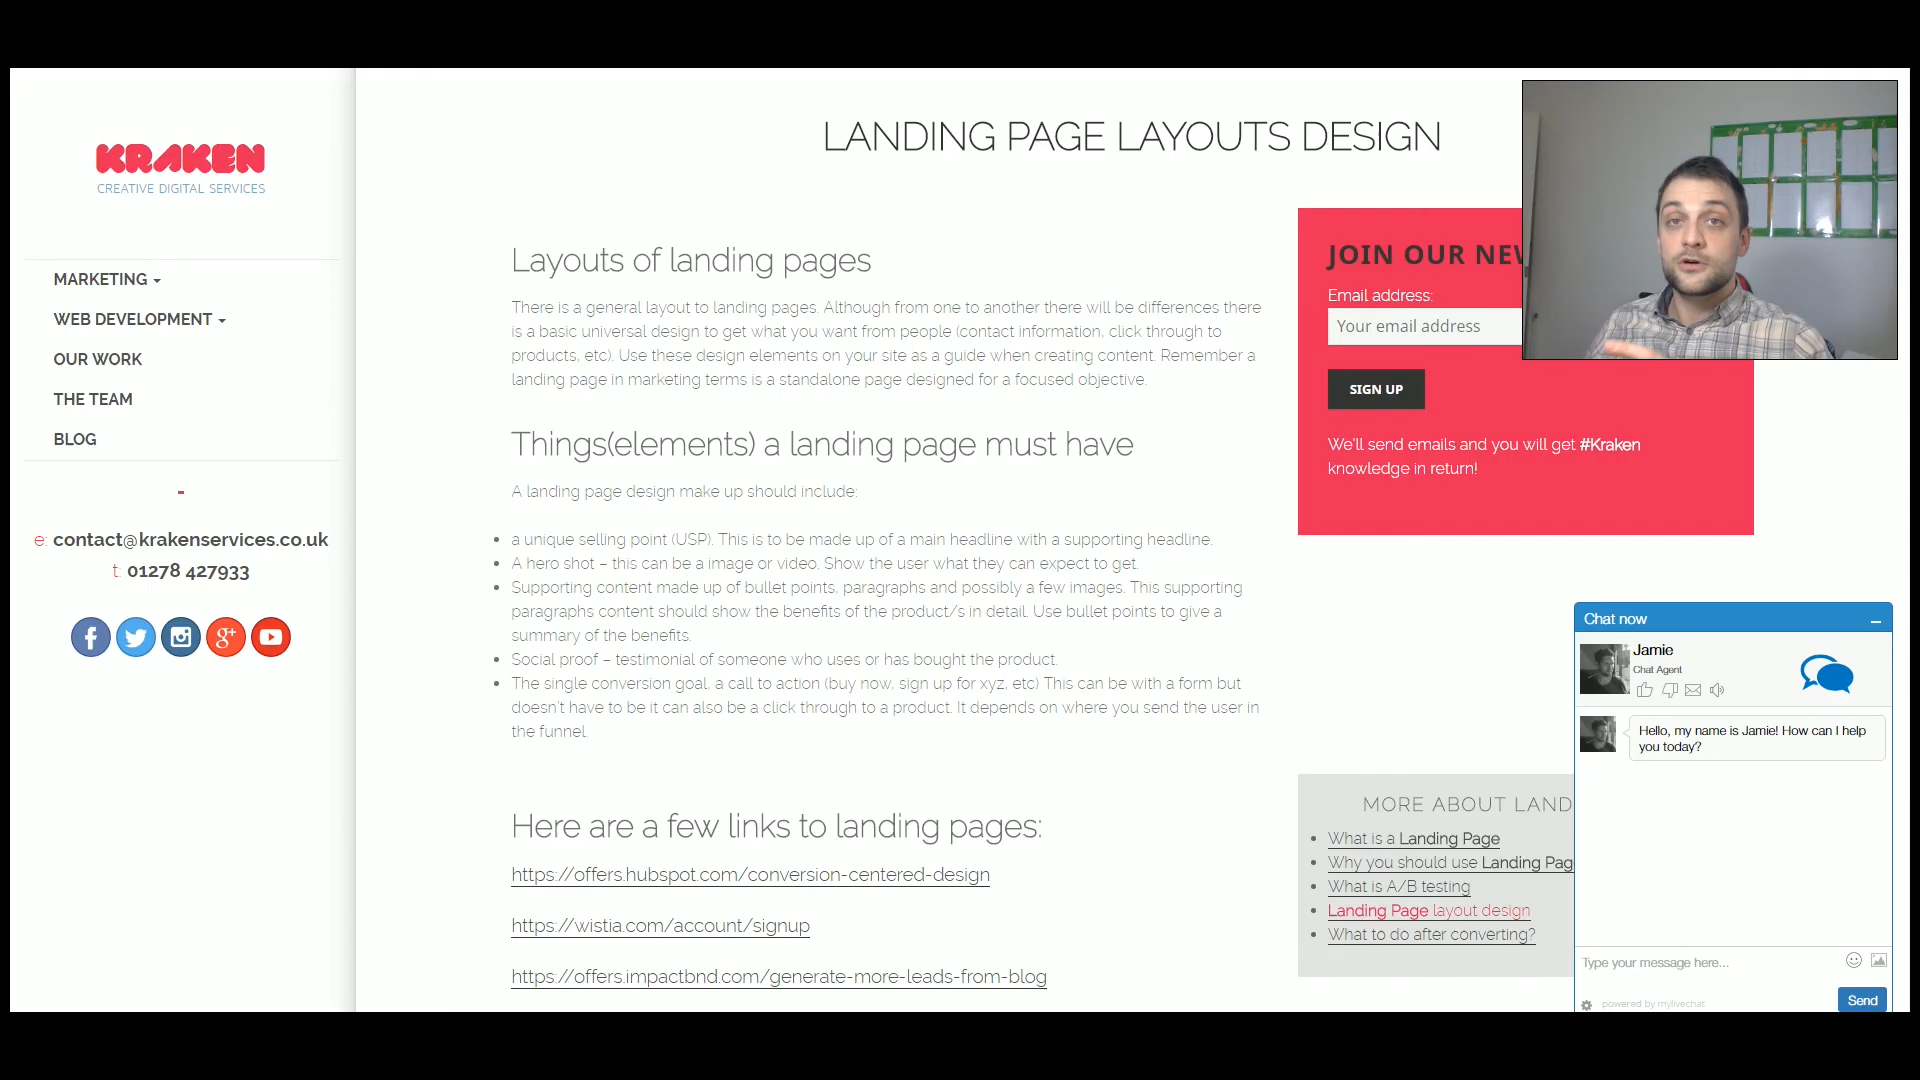 KRAKEN
CREATIVE DIGITAL SERVICES
MARKETING
WEB DEVELOPMENT
OUR WORK
THE TEAM
BLOG
-
e: contact@krakenservices.co.uk
t: 01278 427933
LANDING PAGE LAYOUTS DESIGN
Layouts of landing pages
There is a general layout to landing pages. Although from one to another there will be differences there
is a basic universal design to get what you want from people (contact information, click through to
products, etc). Use these design elements on your site as a guide when creating content. Remember a
landing page in marketing terms is a standalone page designed for a focused objective.
Things(elements) a landing page must have
A landing page design make up should include:
a unique selling point (USP). This is to be made up of a main headline with a supporting headline.
A hero shot – this can be a image or video. Show the user what they can expect to get.
Supporting content made up of bullet points, paragraphs and possibly a few images. This supporting
paragraphs content should show the benefits of the product/s in detail. Use bullet points to give a
summary of the benefits.
Social proof – testimonial of someone who uses or has bought the product.
The single conversion goal, a call to action (buy now, sign up for xyz, etc) This can be with a form but
doesn't have to be it can also be a click through to a product. It depends on where you send the user in
the funnel.
Here are a few links to landing pages:
https://offers.hubspot.com/conversion-centered-design
https://wistia.com/account/signup
https://offers.impactbnd.com/generate-more-leads-from-blog
JOIN OUR NEW
Email address:
Your email address
SIGN UP
We'll send emails and you will get #Kraken
knowledge in return!
MORE ABOUT LAND
What is a Landing Page
Why you should use Landing Pag
What is A/B testing
Landing Page layout design
What to do after converting?
Chat now
Jamie
Chat Agent
Hello, my name is Jamie! How can I help
you today?
Type your message here...
powered by mylivechat
Send